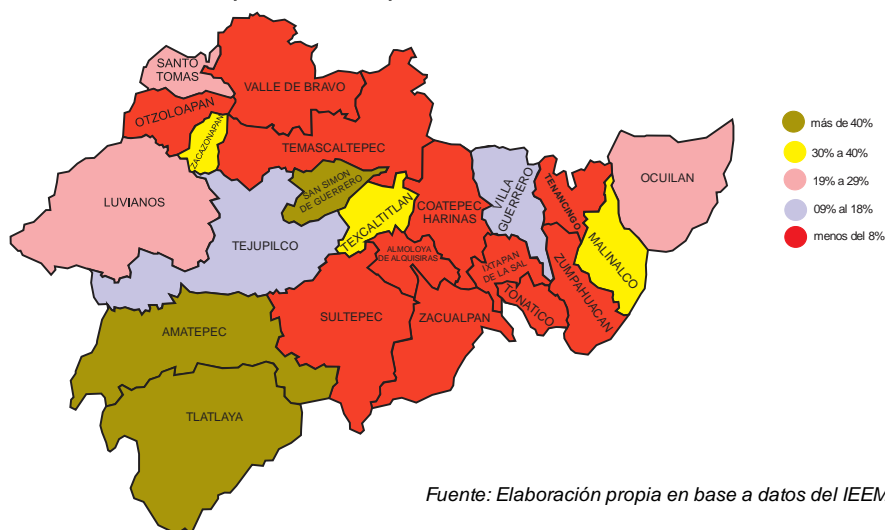 SANTO
TOMAS
VALLE DE BRAVO
OTZOLOAPAN
ZACAZONAPAN
TEMASCALTEPEC
SAN SIMON
DE GUERRERO
LUVIANOS
TEJUPILCO
TEXCALTITLAN
COATEPEC
HARINAS
VILLA
GUERRERO
TENANCINGO
OCUILAN
MALINALCO
ALMOLOYA
DE ALQUISIRAS
IXTAPAN
DE LA SAL
ZUMPAHUACAN
TONATICO
SULTEPEC
ZACUALPAN
AMATEPEC
TLATLAYA
más de 40%
30% a 40%
19% a 29%
09% al 18%
menos del 8%
Fuente: Elaboración propia en base a datos del IEEM